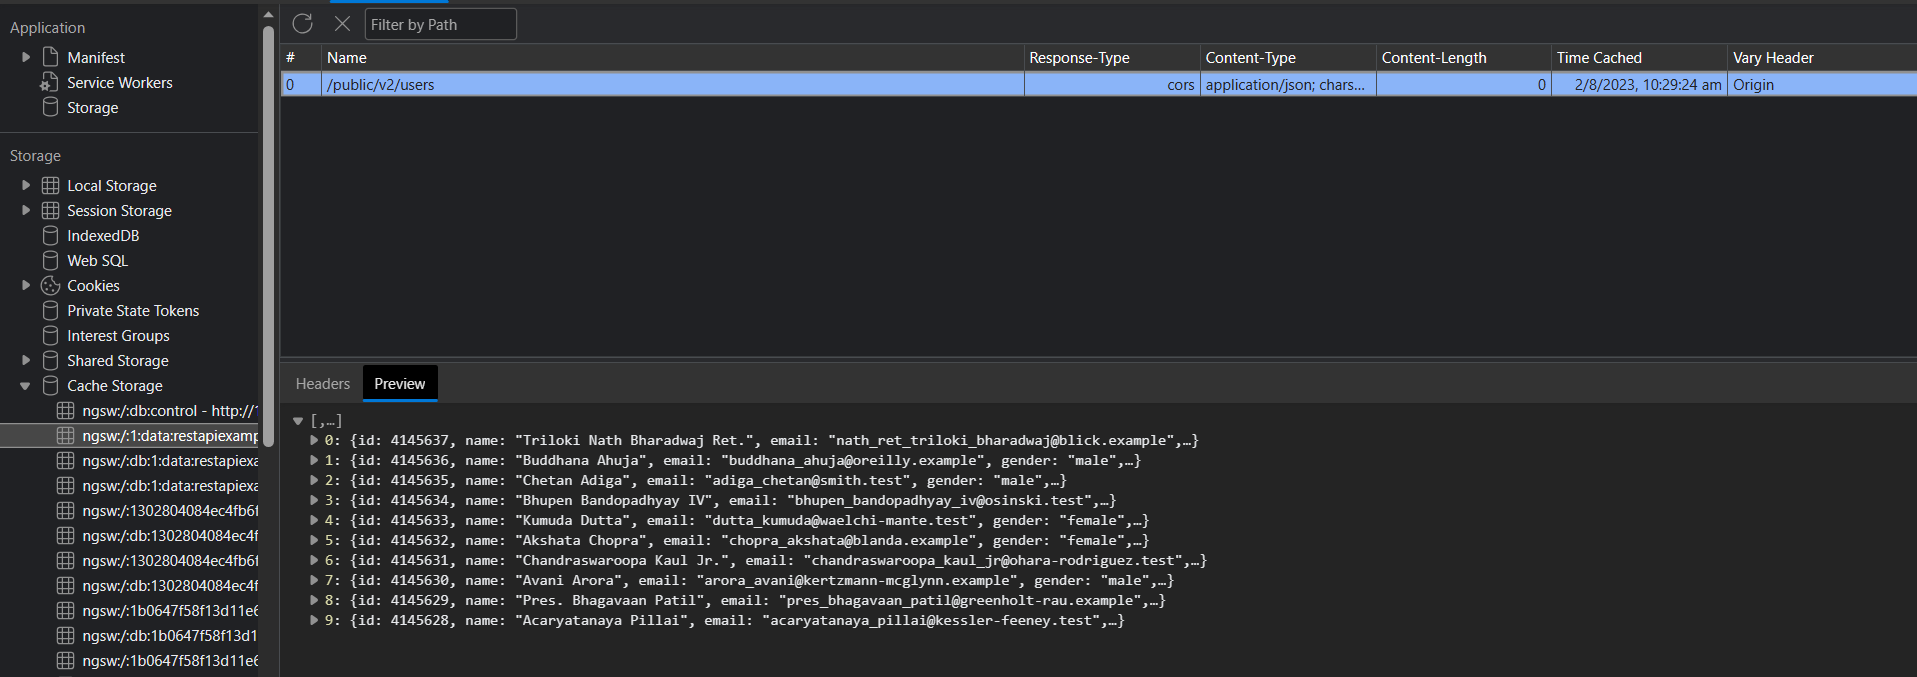 Application
Manifest
Service Workers
Storage
Storage
Local Storage
Session Storage
IndexedDB
Web SQL
Cookies
Private State Tokens
Interest Groups
Shared Storage
Cache Storage
ngsw:/:db:control - http://1
ngsw:/:1:data:restapiexamp
ngsw:/:db:1:data:restapiexa
ngsw:/:db:1:data:restapiexa
ngsw:/:1302804084ec4fb6f
ngsw:/:db:1302804084ec4f
ngsw:/:1302804084ec4fb6f
ngsw:/:db:1302804084ec4f
ngsw:/:1b0647f58f13d11e6
ngsw:/:db:1b0647f58f13d1
ngsw:/:1b0647f58f13d11e6
Filter by Path
# Name Response-Type Content-Type Content-Length Time Cached Vary Header
0 /public/v2/users cors application/json; chars... 0 2/8/2023, 10:29:24 am Origin
Headers Preview
[,…]
0: {id: 4145637, name: "Triloki Nath Bharadwaj Ret.", email: "nath_ret_triloki_bharadwaj@blick.example",…}
1: {id: 4145636, name: "Buddhana Ahuja", email: "buddhana_ahuja@oreilly.example", gender: "male",…}
2: {id: 4145635, name: "Chetan Adiga", email: "adiga_chetan@smith.test", gender: "male",…}
3: {id: 4145634, name: "Bhupen Bandopadhyay IV", email: "bhupen_bandopadhyay_iv@osinski.test",…}
4: {id: 4145633, name: "Kumuda Dutta", email: "dutta_kumuda@waelchi-mante.test", gender: "female",…}
5: {id: 4145632, name: "Akshata Chopra", email: "chopra_akshata@blanda.example", gender: "female",…}
6: {id: 4145631, name: "Chandraswaroopa Kaul Jr.", email: "chandraswaroopa_kaul_jr@ohara-rodriguez.test",…}
7: {id: 4145630, name: "Avani Arora", email: "arora_avani@kertzmann-mcglynn.example", gender: "male",…}
8: {id: 4145629, name: "Pres. Bhagavaan Patil", email: "pres_bhagavaan_patil@greenholt-rau.example",…}
9: {id: 4145628, name: "Acaryatanaya Pillai", email: "acaryatanaya_pillai@kessler-feeney.test",…}